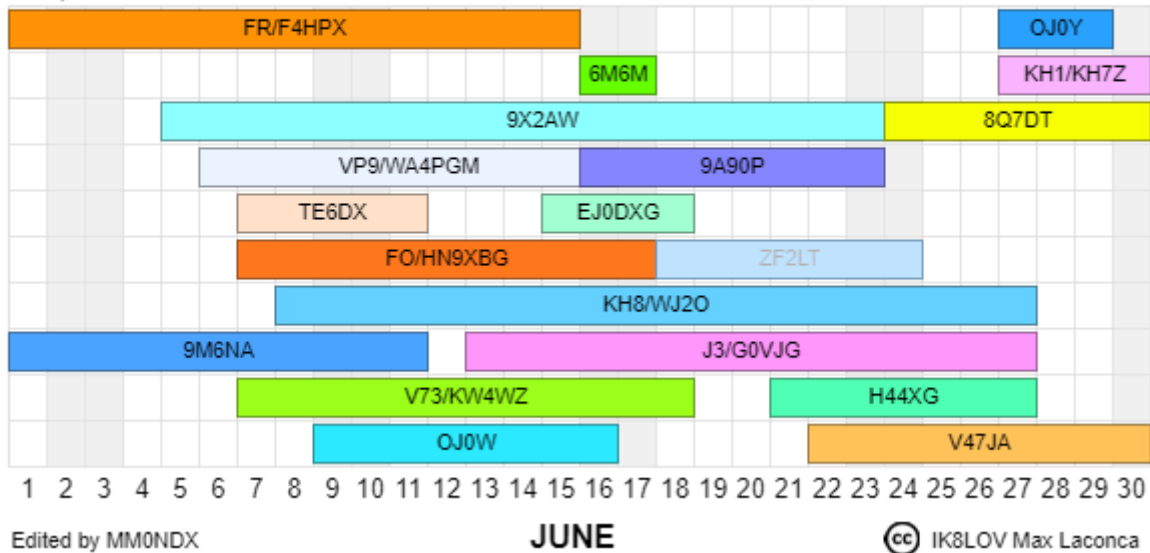 FR/F4HPX OJ0Y
6M6M KH1/KH7Z
9X2AW 8Q7DT
VP9/WA4PGM 9A90P
TE6DX EJ0DXG
FO/HN9XBG ZF2LT
KH8/WJ2O
9M6NA J3/G0VJG
V73/KW4WZ H44XG
OJ0W V47JA
1 2 3 4 5 6 7 8 9 10 11 12 13 14 15 16 17 18 19 20 21 22 23 24 25 26 27 28 29 30
Edited by MM0NDX JUNE cc IK8LOV Max Laconca